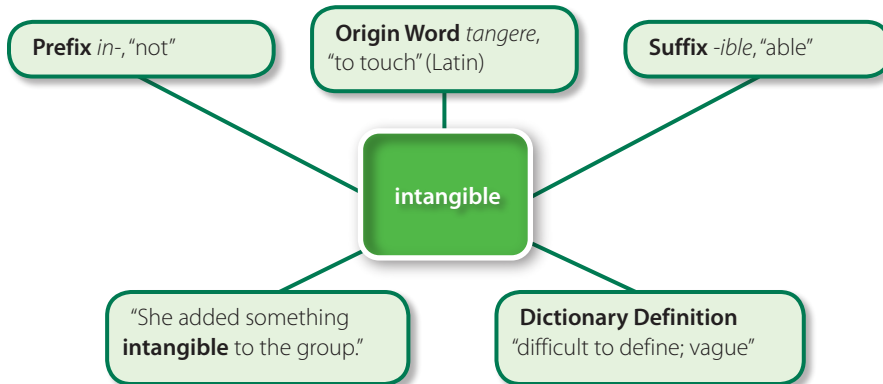 Prefix in-, “not”
Origin Word tangere,
“to touch” (Latin)
Suffix -ible, “able”
intangible
“She added something
intangible to the group.”
Dictionary Definition
“difficult to define; vague”